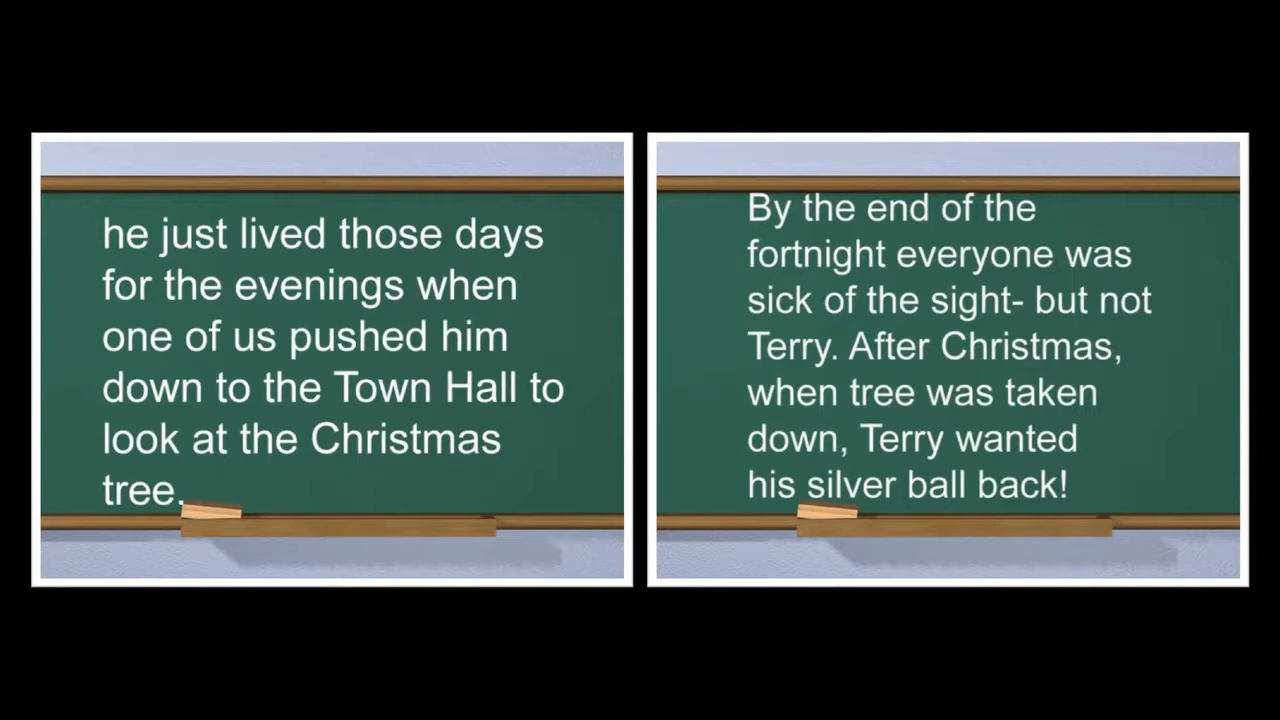 he just lived those days
for the evenings when
one of us pushed him
down to the Town Hall to
look at the Christmas
tree.
By the end of the
fortnight everyone was
sick of the sight- but not
Terry. After Christmas,
when tree was taken
down, Terry wanted
his silver ball back!